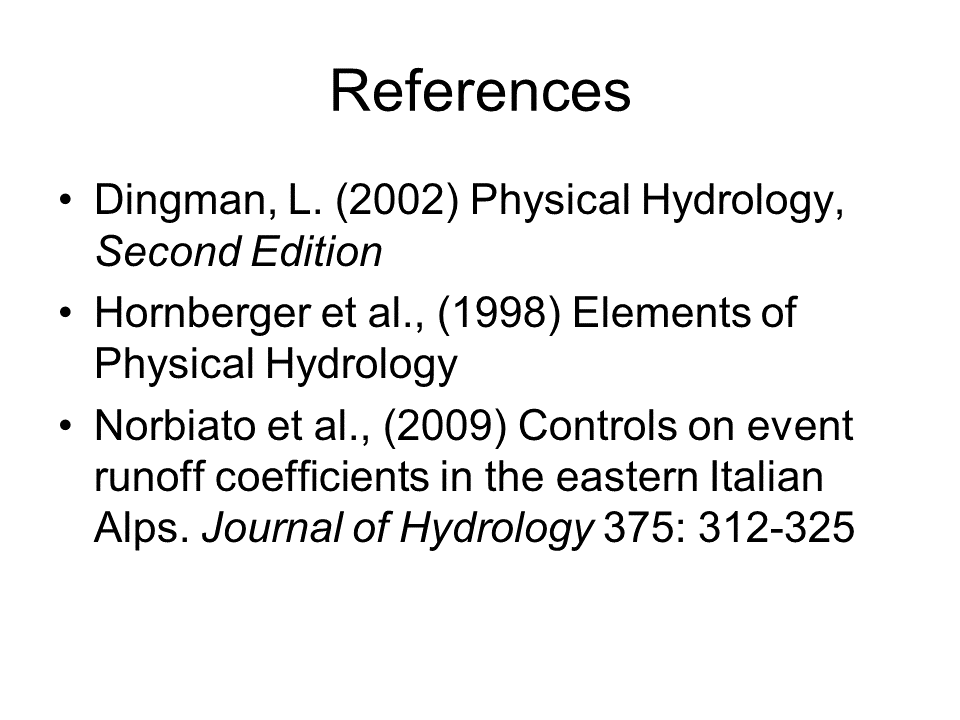 References
• Dingman, L. (2002) Physical Hydrology,
Second Edition
• Hornberger et al., (1998) Elements of
Physical Hydrology
• Norbiato et al., (2009) Controls on event
runoff coefficients in the eastern Italian
Alps. Journal of Hydrology 375: 312-325